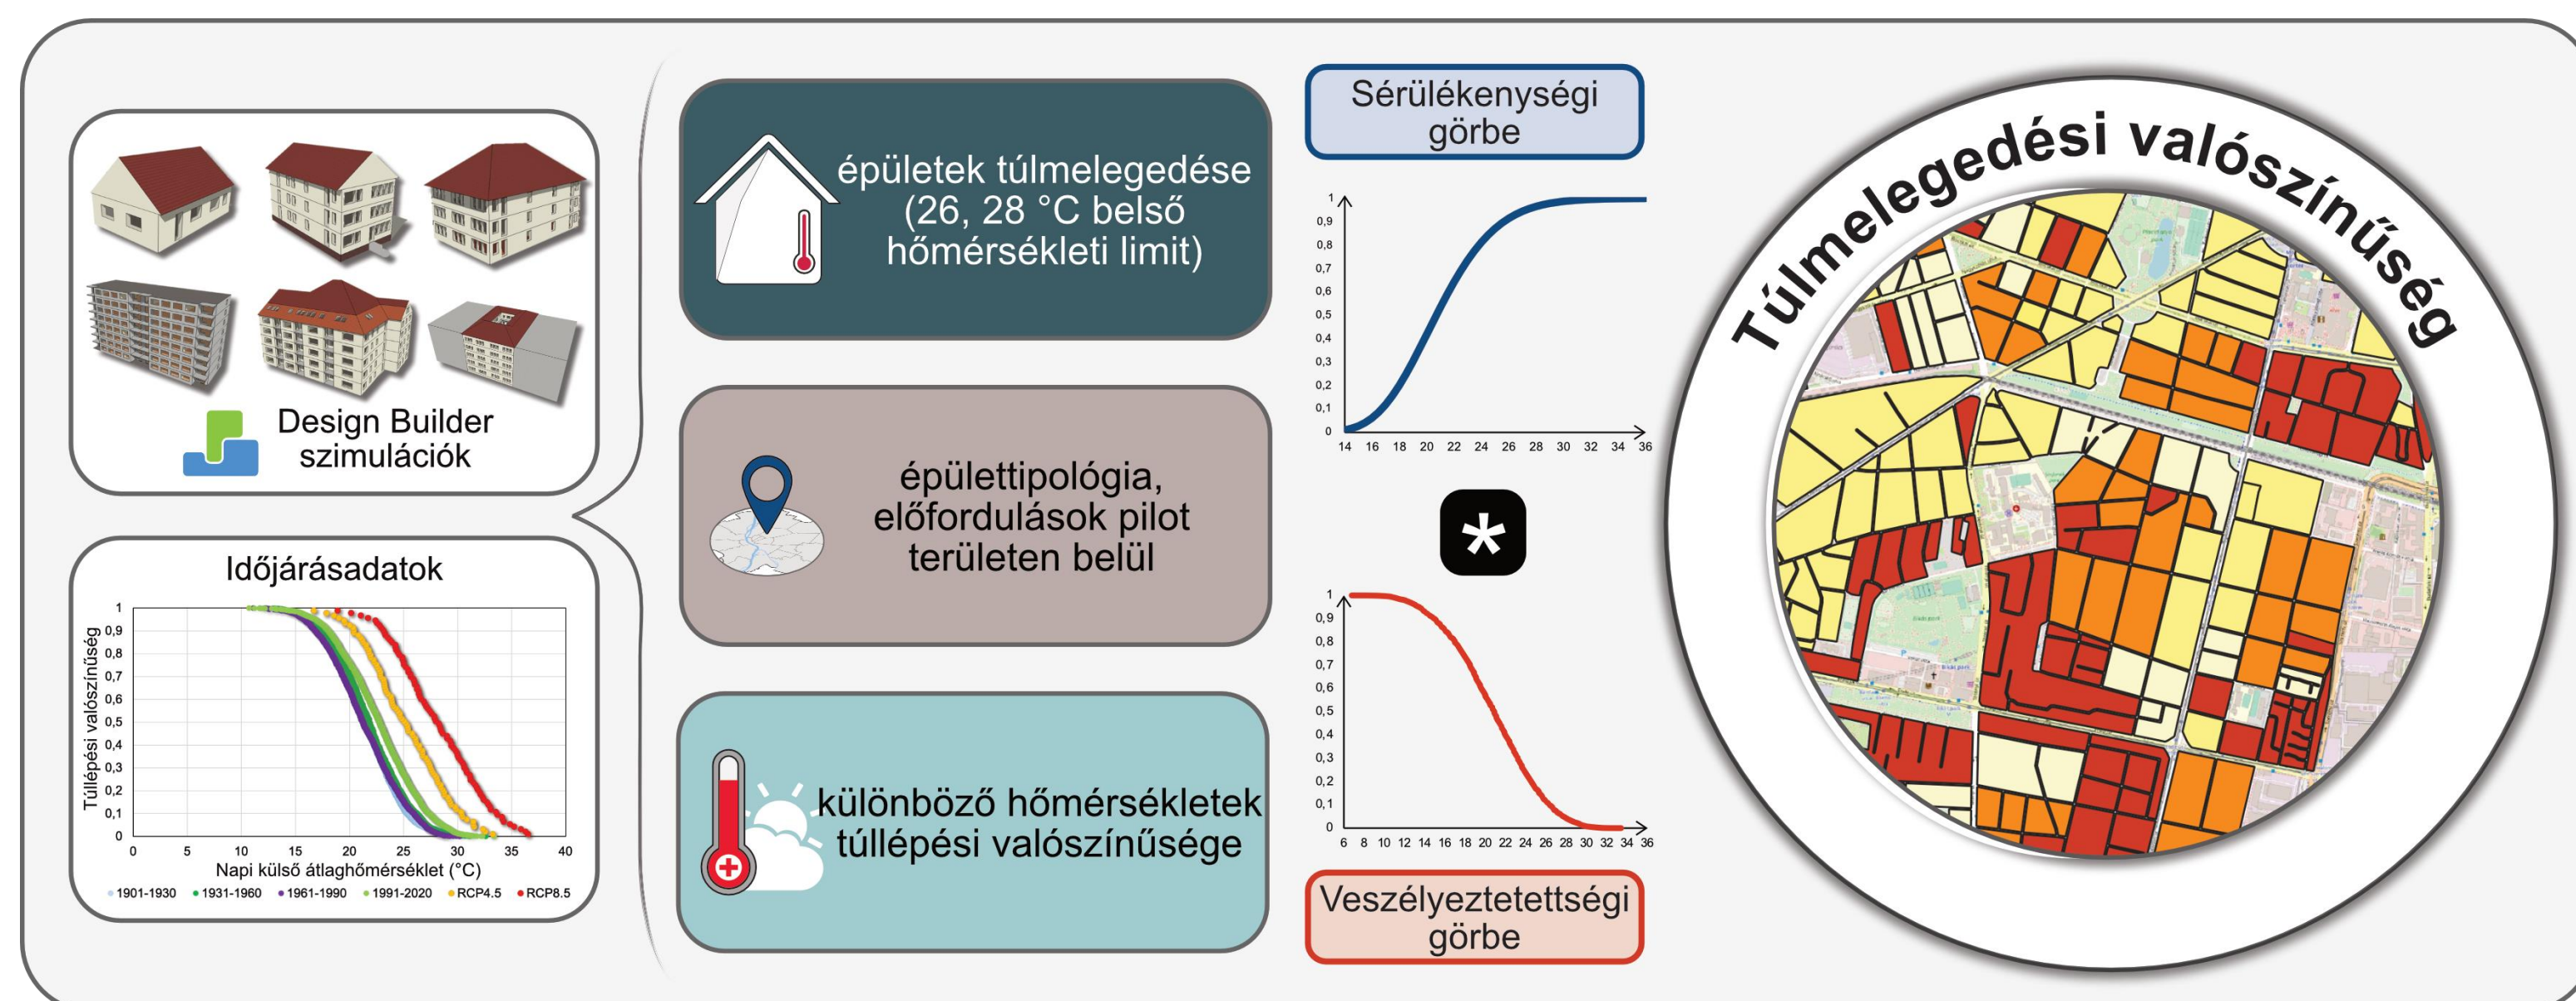 Design Builder
szimulációk
Időjárásadatok
Túllépési valószínűség
1
0,9
0,8
0,7
0,6
0,5
0,4
0,3
0,2
0,1
0
0 5 10 15 20 25 30 35 40
Napi külső átlaghőmérséklet (°C)
1901-1930 1931-1960 1961-1990 1991-2020 RCP4.5 RCP8.5
épületek túlmelegedése
(26, 28 °C belső
hőmérsékleti limit)
épülettipológia,
előfordulások pilot
területen belül
különböző hőmérsékletek
túllépési valószínűsége
Sérülékenységi
görbe
1
0,9
0,8
0,7
0,6
0,5
0,4
0,3
0,2
0,1
0
14 16 18 20 22 24 26 28 30 32 34 36
*
1
0,9
0,8
0,7
0,6
0,5
0,4
0,3
0,2
0,1
0
6 8 10 12 14 16 18 20 22 24 26 28 30 32 34 36
Veszélyeztetettségi
görbe
Túlmelegedési valószínűség